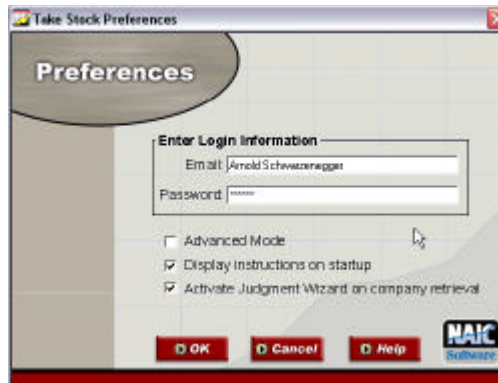 Take Stock Preferences
Preferences
Enter Login Information
Email: Arnold Schwarzenegger
Password: ******
Advanced Mode
Display instructions on startup
Activate Judgment Wizard on company retrieval
OK Cancel Help
NAIC
Software